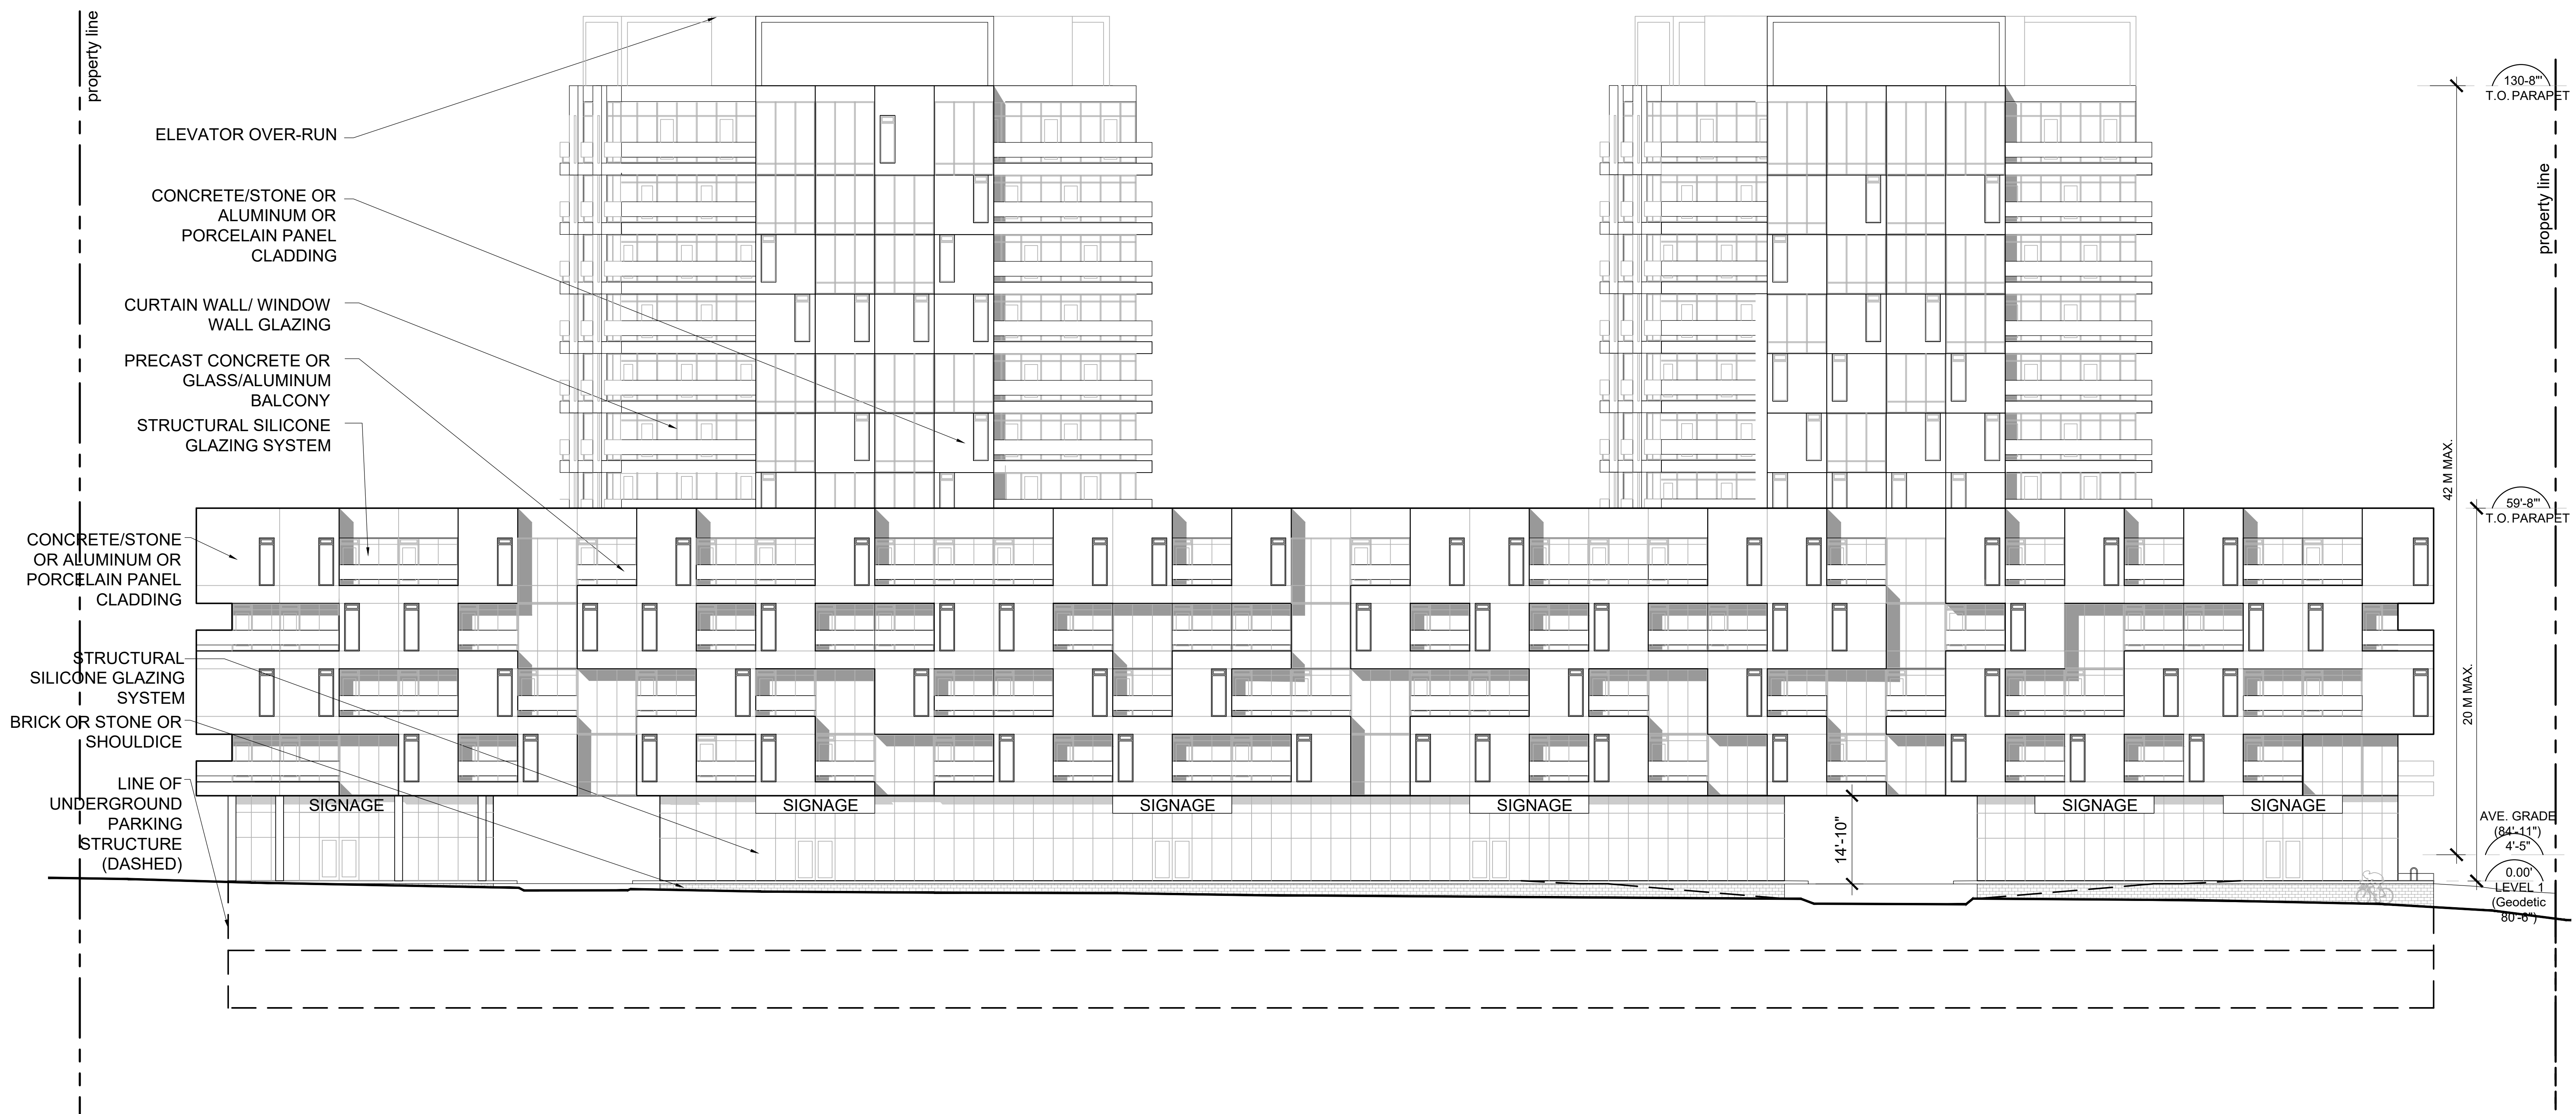 property line
ELEVATOR OVER-RUN
CONCRETE/STONE OR
ALUMINUM OR
PORCELAIN PANEL
CLADDING
CURTAIN WALL/ WINDOW
WALL GLAZING
PRECAST CONCRETE OR
GLASS/ALUMINUM
BALCONY
STRUCTURAL SILICONE
GLAZING SYSTEM
CONCRETE/STONE
OR ALUMINUM OR
PORCELAIN PANEL
CLADDING
STRUCTURAL
SILICONE GLAZING
SYSTEM
BRICK OR STONE OR
SHOULDICE
LINE OF
UNDERGROUND
PARKING
STRUCTURE
(DASHED)
SIGNAGE
SIGNAGE
SIGNAGE
SIGNAGE
SIGNAGE
SIGNAGE
14'-10"
130-8'"
T.O. PARAPET
property line
42 M MAX.
59'-8'"
T.O. PARAPET
20 M MAX.
AVE. GRADE
(84'-11")
4'-5"
0.00'
LEVEL 1
(Geodetic
80'-6")